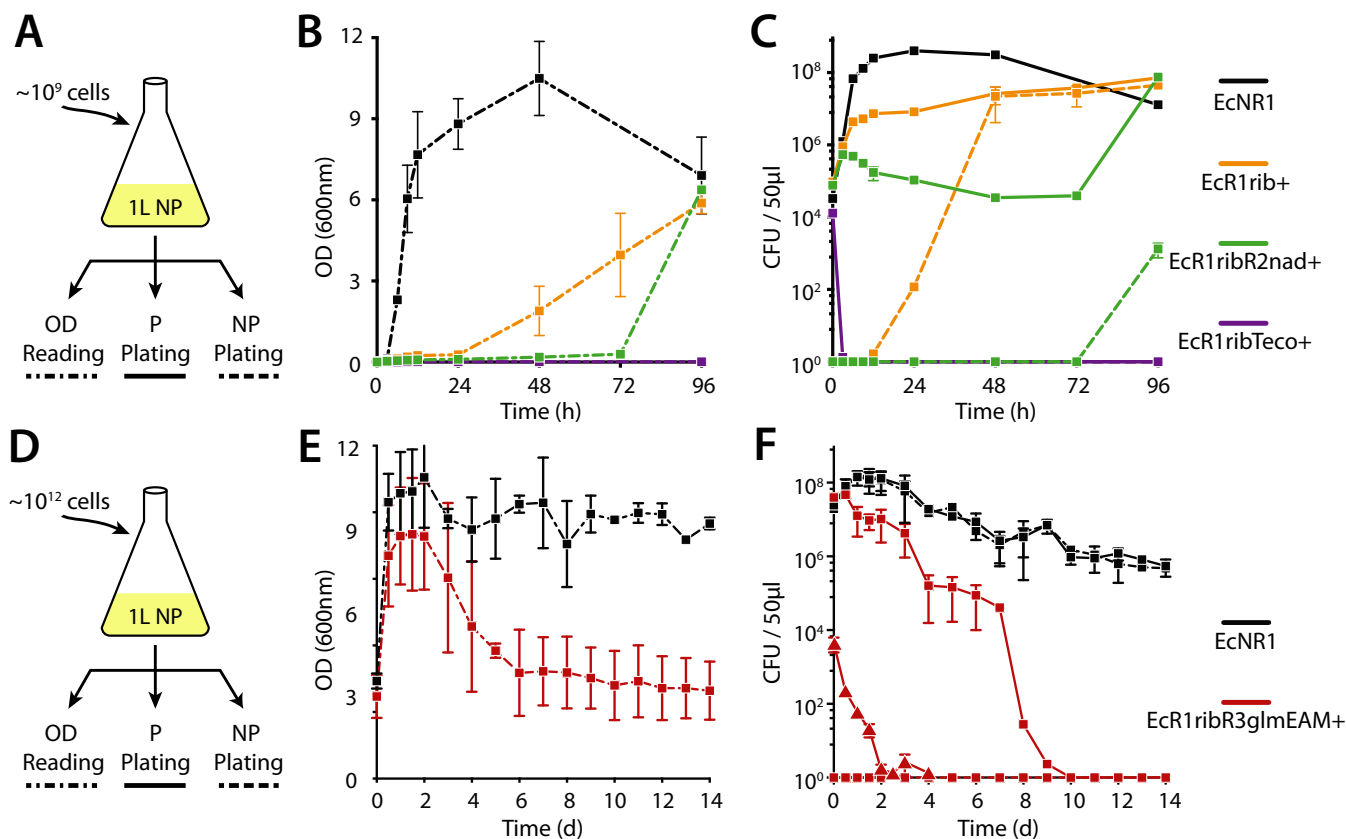 A
~10⁹ cells
1L NP
OD
Reading
P
Plating
NP
Plating
B
OD (600nm)
12
9
6
3
0
0 24 48 72 96
Time (h)
C
CFU / 50µl
10⁸
10⁶
10⁴
10²
10⁰
0 24 48 72 96
Time (h)
EcNR1
EcR1rib+
EcR1ribR2nad+
EcR1ribTeco+
D
~10¹² cells
1L NP
OD
Reading
P
Plating
NP
Plating
E
OD (600nm)
12
9
6
3
0
0 2 4 6 8 10 12 14
Time (d)
F
CFU / 50µl
10⁸
10⁶
10⁴
10²
10⁰
0 2 4 6 8 10 12 14
Time (d)
EcNR1
EcR1ribR3glmEAM+